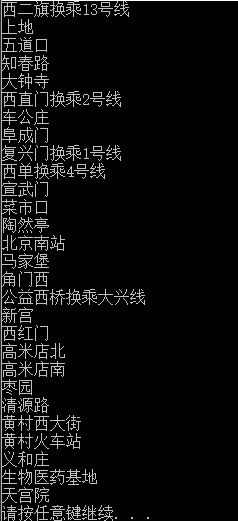 西二旗换乘13号线
上地
五道口
知春路
大钟寺
西直门换乘2号线
车公庄
阜成门
复兴门换乘1号线
西单换乘4号线
宣武门
菜市口
陶然亭
北京南站
马家堡
角门西
公益西桥换乘大兴线
新宫
西红门
高米店北
高米店南
枣园
清源路
黄村西大街
黄村火车站
义和庄
生物医药基地
天宫院
请按任意键继续. . .